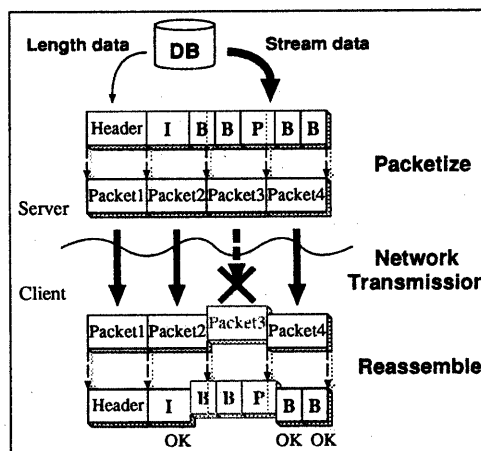 Length data
DB
Stream data
Header I B B P B B
Packetize
Packet1 Packet2 Packet3 Packet4
Server
Network
Transmission
Client
Packet1 Packet2 Packet3 Packet4
Reassemble
Header I B B P B B
OK OK OK